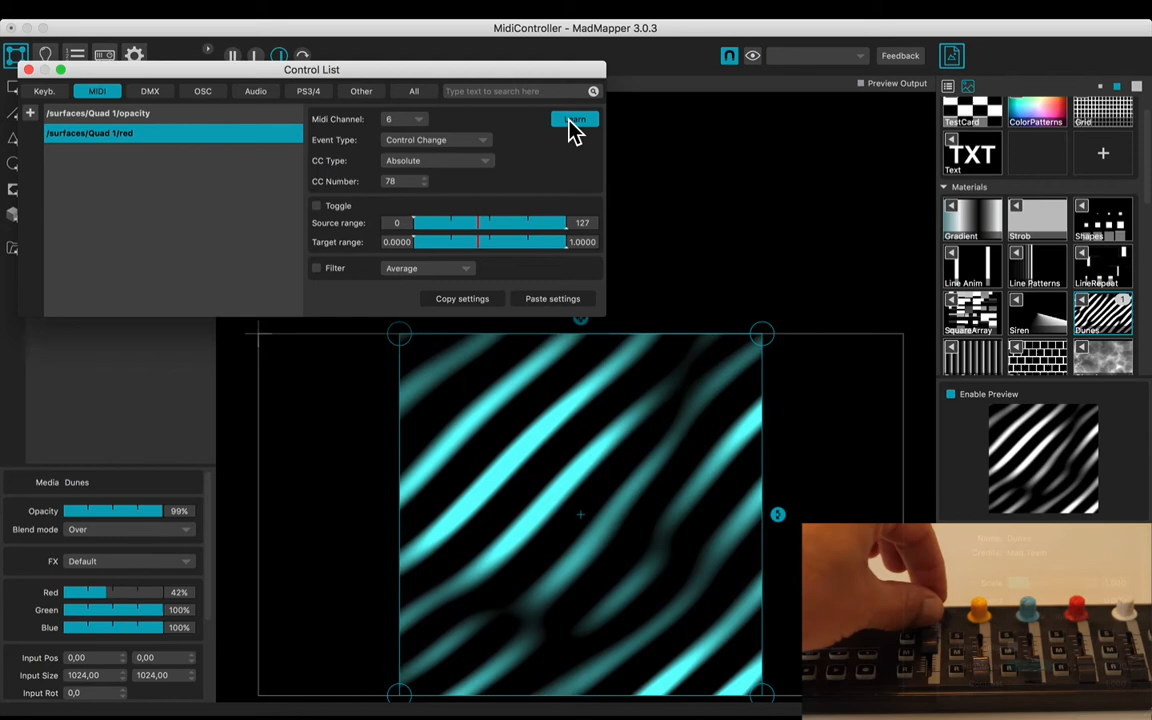 MidiController - MadMapper 3.0.3
Feedback
Control List
Preview Output
Keyb. MIDI DMX OSC Audio PS3/4 Other All Type text to search here
/surfaces/Quad 1/opacity
/surfaces/Quad 1/red
Midi Channel: 6 Learn
Event Type: Control Change
CC Type: Absolute
CC Number: 78
Toggle
Source range: 0 127
Target range: 0.0000 1.0000
Filter Average
Copy settings Paste settings
TestCard ColorPatterns Grid
TXT
Text
Materials
Gradient Strob Shapes
Line Anim Line Patterns LineRepeat
SquareArray Siren Dunes 1
Enable Preview
Media Dunes
Opacity 99%
Blend mode Over
FX Default
Red 42%
Green 100%
Blue 100%
Input Pos 0,00 0,00
Input Size 1024,00 1024,00
Input Rot 0,0